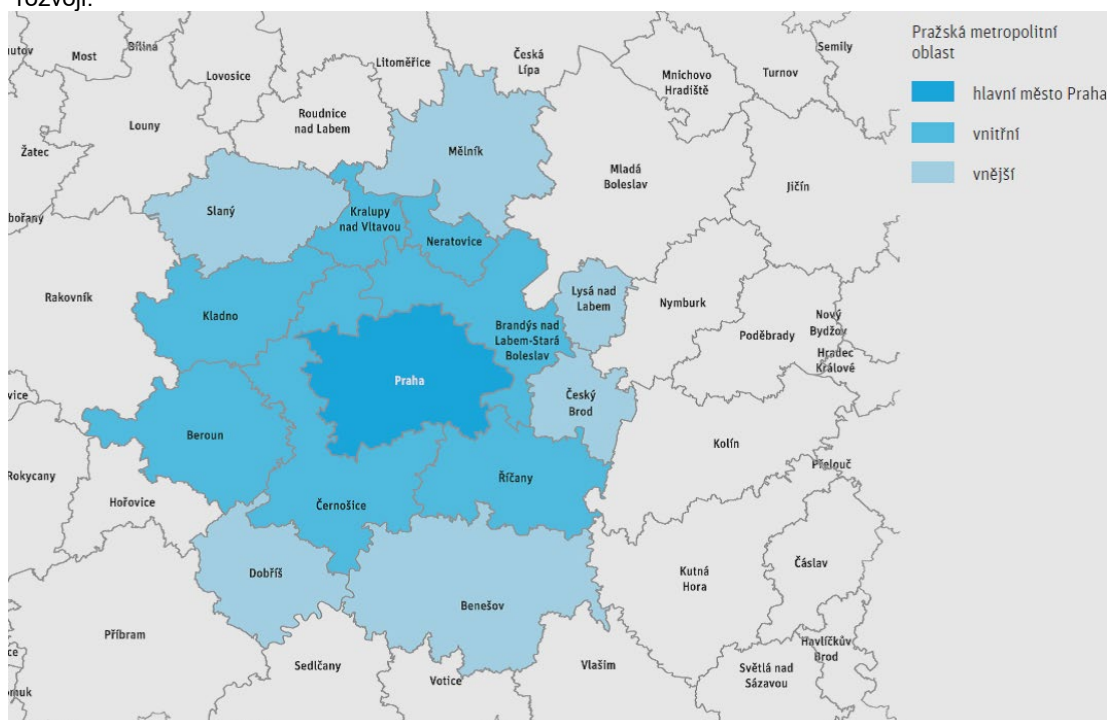 rozvoji.
Pražská metropolitní
oblast
hlavní město Praha
vnitřní
vnější
Most
Bílina
Lovosice
Litoměřice
Česká
Lípa
Mnichovo
Hradiště
Turnov
Semily
Roudnice
nad Labem
Louny
Žatec
Mělník
Mladá
Boleslav
Jičín
bořany
Slaný
Kralupy
nad Vltavou
Neratovice
Rakovník
Kladno
Lysá nad
Labem
Nymburk
Brandýs nad
Labem-Stará
Boleslav
Poděbrady
Nový
Bydžov
Hradec
Králové
Praha
vice
Český
Brod
Beroun
Kolín
Rokycany
Hořovice
Říčany
Přelouč
Černošice
Dobříš
Benešov
Kutná
Hora
Čáslav
Příbram
Sedlčany
Votice
Vlašim
Světlá nad
Sázavou
Havlíčkův
Brod